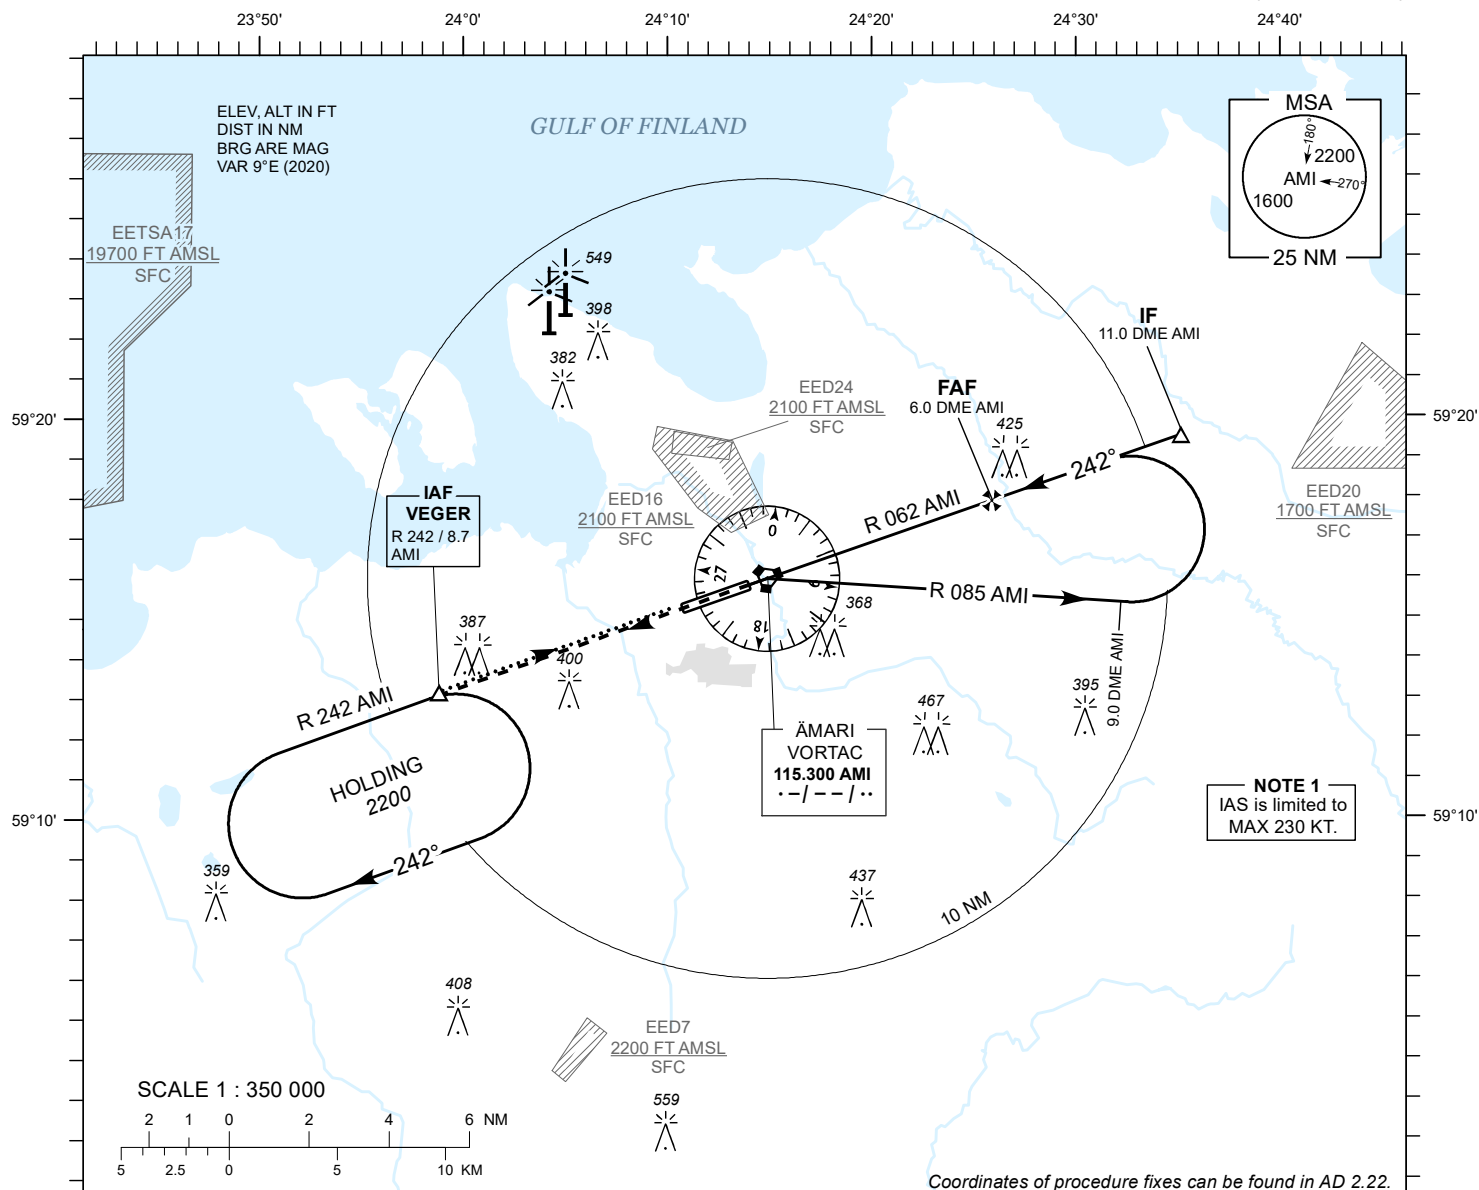 23°50'
24°0'
24°10'
24°20'
24°30'
24°40'
ELEV, ALT IN FT
DIST IN NM
BRG ARE MAG
VAR 9°E (2020)
GULF OF FINLAND
MSA
180°
2200
AMI
270°
1600
25 NM
EETSA17
19700 FT AMSL
SFC
549
398
382
IF
11.0 DME AMI
EED24
2100 FT AMSL
SFC
FAF
6.0 DME AMI
425
59°20'
59°20'
242°
IAF
VEGER
R 242 / 8.7
AMI
EED16
2100 FT AMSL
SFC
R 062 AMI
EED20
1700 FT AMSL
SFC
0
27
9
18
R 085 AMI
368
387
400
9.0 DME AMI
395
R 242 AMI
467
HOLDING
2200
ÄMARI
VORTAC
115.300 AMI
· –/ – – / ··
NOTE 1
IAS is limited to
MAX 230 KT.
59°10'
59°10'
242°
359
437
10 NM
408
EED7
2200 FT AMSL
SFC
559
SCALE 1 : 350 000
2 1 0 2 4 6 NM
5 2.5 0 5 10 KM
Coordinates of procedure fixes can be found in AD 2.22.